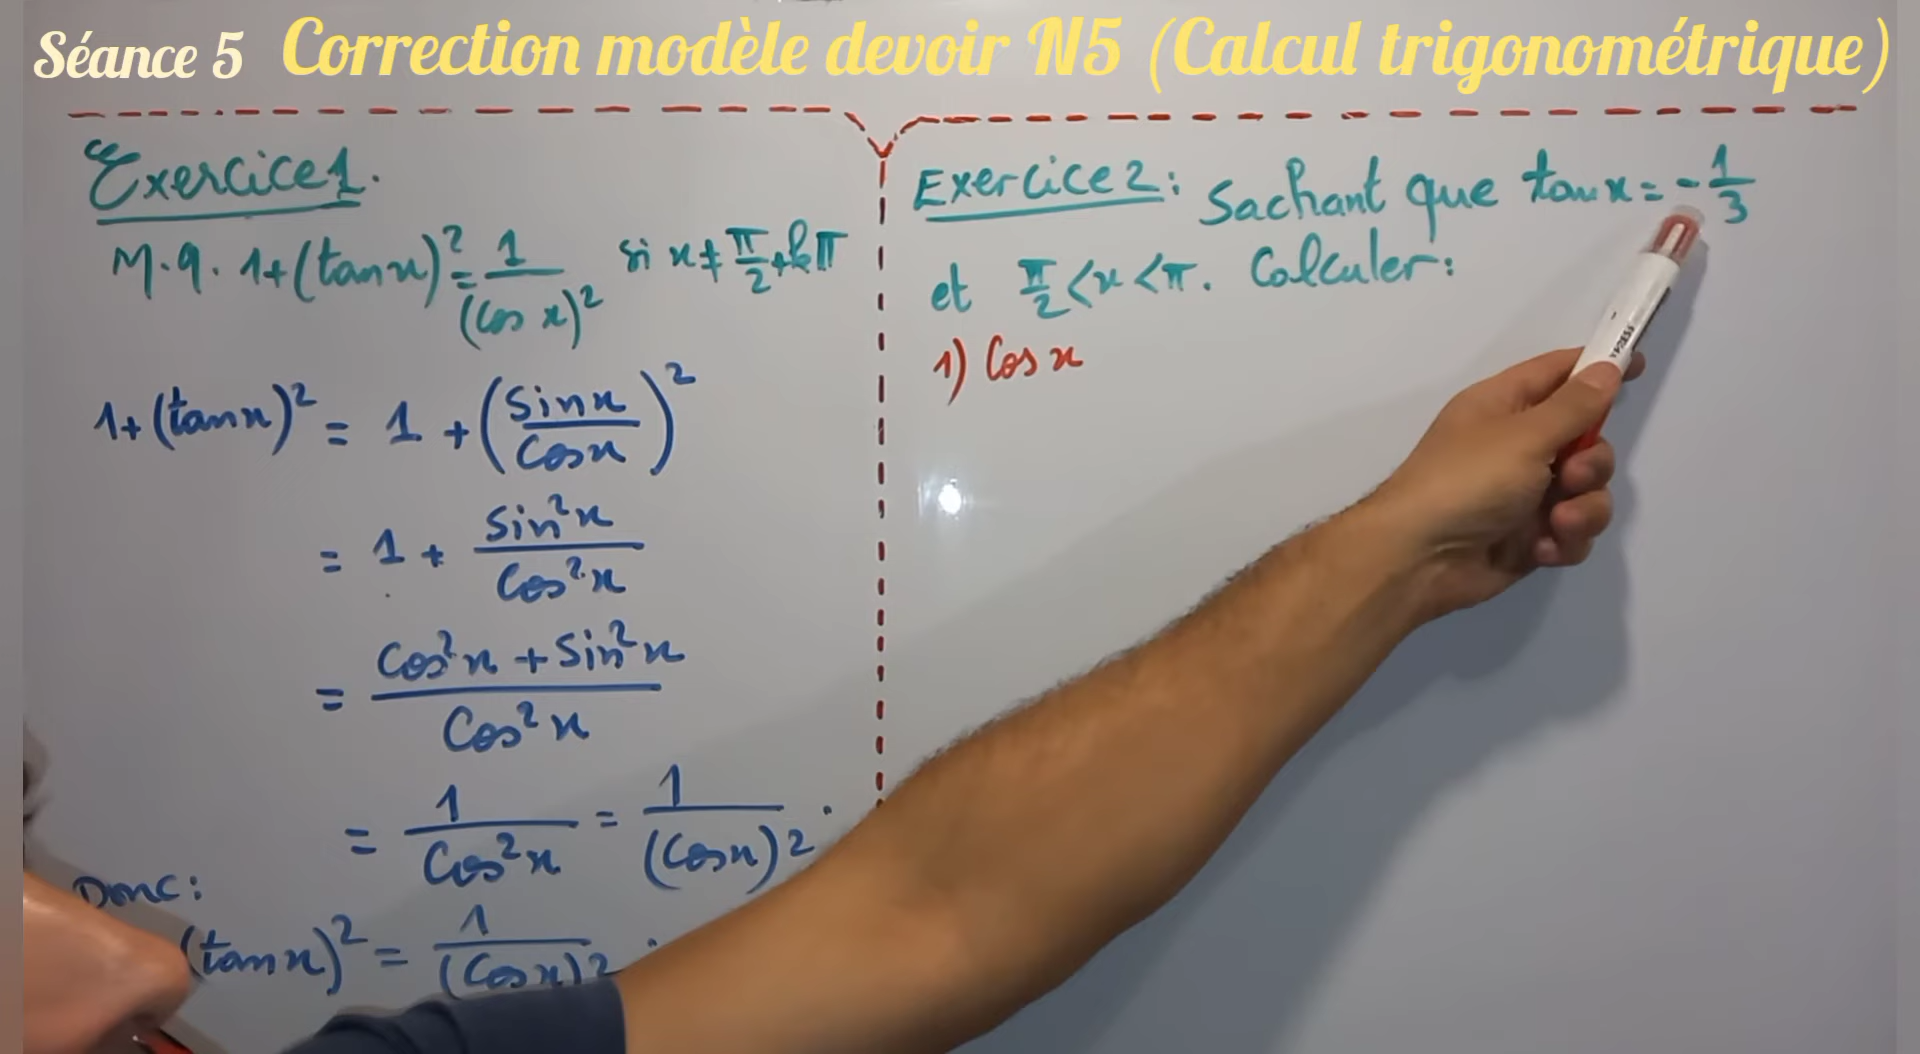 Séance 5 Correction modèle devoir N5 (Calcul trigonométrique)
Exercice 1.
M.q. 1+(tan x)² = 1/(cos x)² si x ≠ π/2 + kπ
1+(tan x)² = 1 + (sin x/cos x)²
= 1 + sin²x/cos²x
= (cos²x + sin²x)/cos²x
= 1/cos²x = 1/(cos x)² .
Donc:
(tan x)² = 1/(cos x)² .
Exercice 2: Sachant que tan x = -1/3
et π/2 < x < π. Calculer:
1) cos x